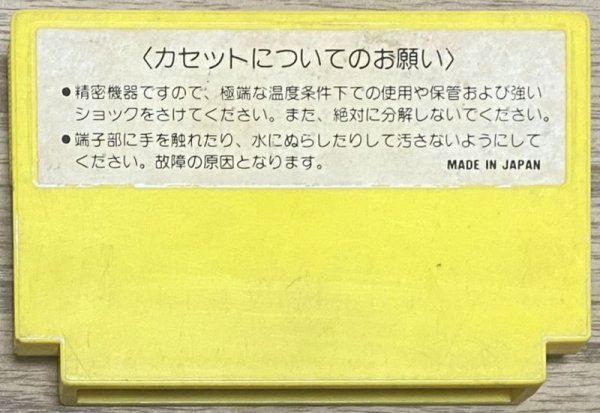 〈カセットについてのお願い〉
●精密機器ですので、極端な温度条件下での使用や保管および強い
ショックをさけてください。また、絶対に分解しないでください。
●端子部に手を触れたり、水にぬらしたりして汚さないようにして
ください。故障の原因となります。
MADE IN JAPAN